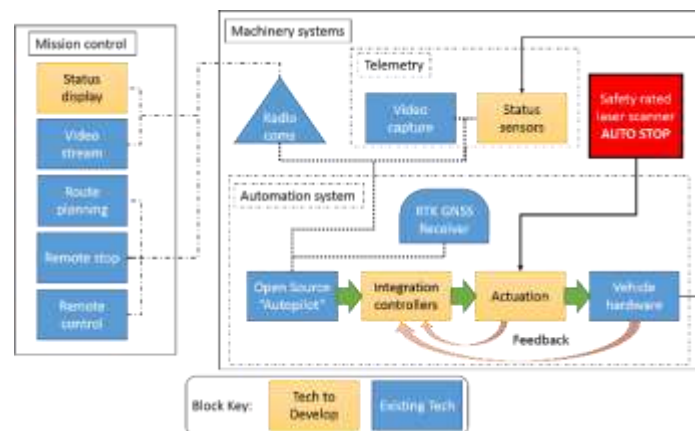 Mission control
Status
display
Video
stream
Route
planning
Remote stop
Remote
control
Machinery systems
Radio
coms
Telemetry
Video
capture
Status
sensors
Safety rated
laser scanner
AUTO STOP
Automation system
RTK GNSS
Receiver
Open Source
"Autopilot"
Integration
controllers
Actuation
Vehicle
hardware
Feedback
Block Key:
Tech to
Develop
Existing Tech